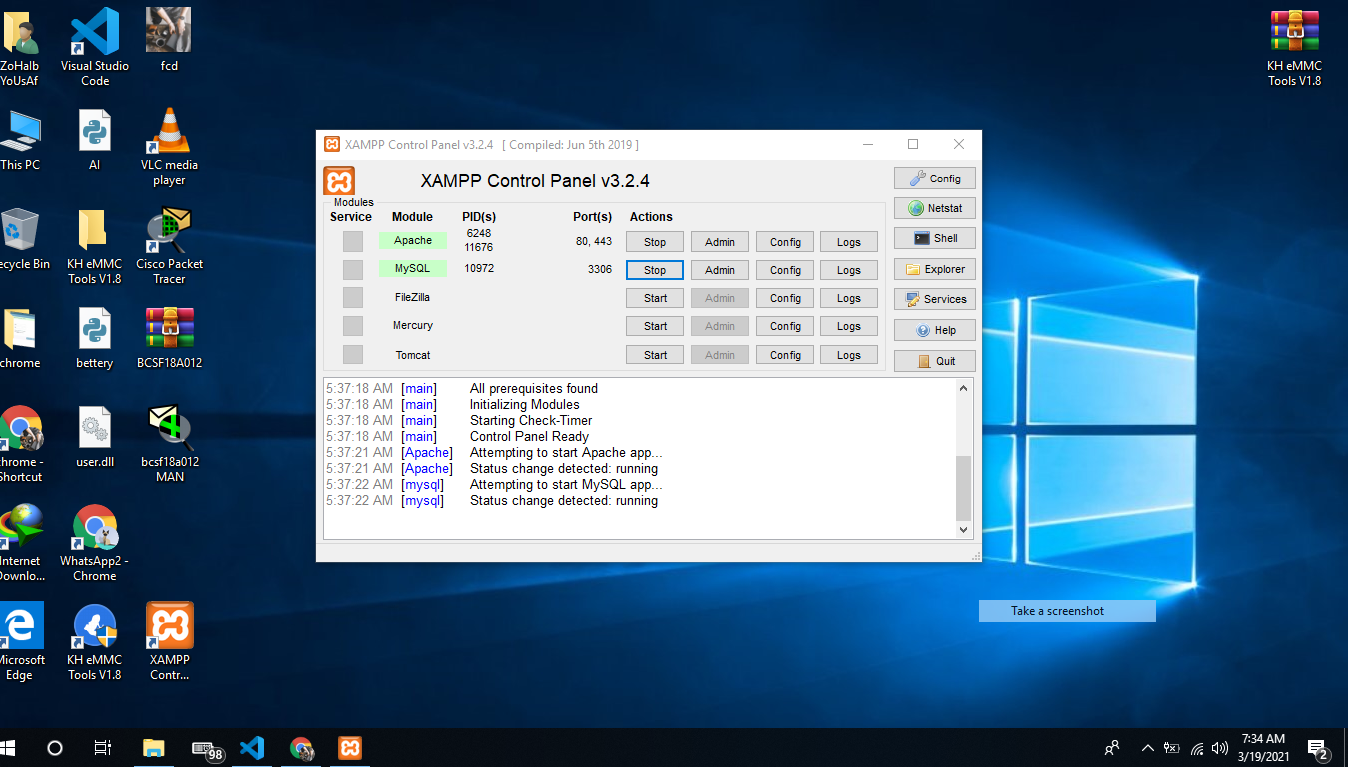 ZoHaIb
YoUsAf
Visual Studio
Code
fcd
KH eMMC
Tools V1.8
This PC
AI
VLC media
player
ecycle Bin
KH eMMC
Tools V1.8
Cisco Packet
Tracer
chrome
bettery
BCSF18A012
chrome -
Shortcut
user.dll
bcsf18a012
MAN
Internet
Downlo...
WhatsApp2 -
Chrome
Microsoft
Edge
KH eMMC
Tools V1.8
XAMPP
Contr...
XAMPP Control Panel v3.2.4 [ Compiled: Jun 5th 2019 ]
XAMPP Control Panel v3.2.4
Modules
Service Module PID(s) Port(s) Actions
Apache 6248
11676 80, 443 Stop Admin Config Logs
MySQL 10972 3306 Stop Admin Config Logs
FileZilla Start Admin Config Logs
Mercury Start Admin Config Logs
Tomcat Start Admin Config Logs
Config
Netstat
Shell
Explorer
Services
Help
Quit
5:37:18 AM [main] All prerequisites found
5:37:18 AM [main] Initializing Modules
5:37:18 AM [main] Starting Check-Timer
5:37:18 AM [main] Control Panel Ready
5:37:21 AM [Apache] Attempting to start Apache app...
5:37:21 AM [Apache] Status change detected: running
5:37:22 AM [mysql] Attempting to start MySQL app...
5:37:22 AM [mysql] Status change detected: running
Take a screenshot
98
7:34 AM
3/19/2021
2